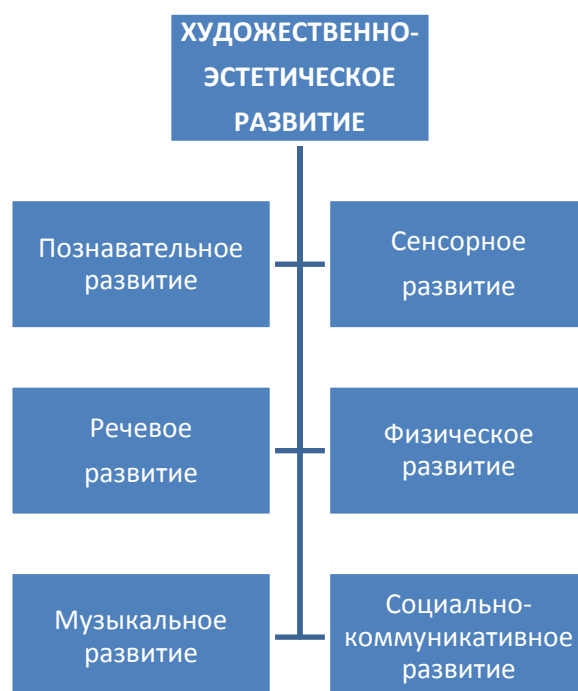 ХУДОЖЕСТВЕННО-
ЭСТЕТИЧЕСКОЕ
РАЗВИТИЕ
Познавательное
развитие
Сенсорное
развитие
Речевое
развитие
Физическое
развитие
Музыкальное
развитие
Социально-
коммуникативное
развитие